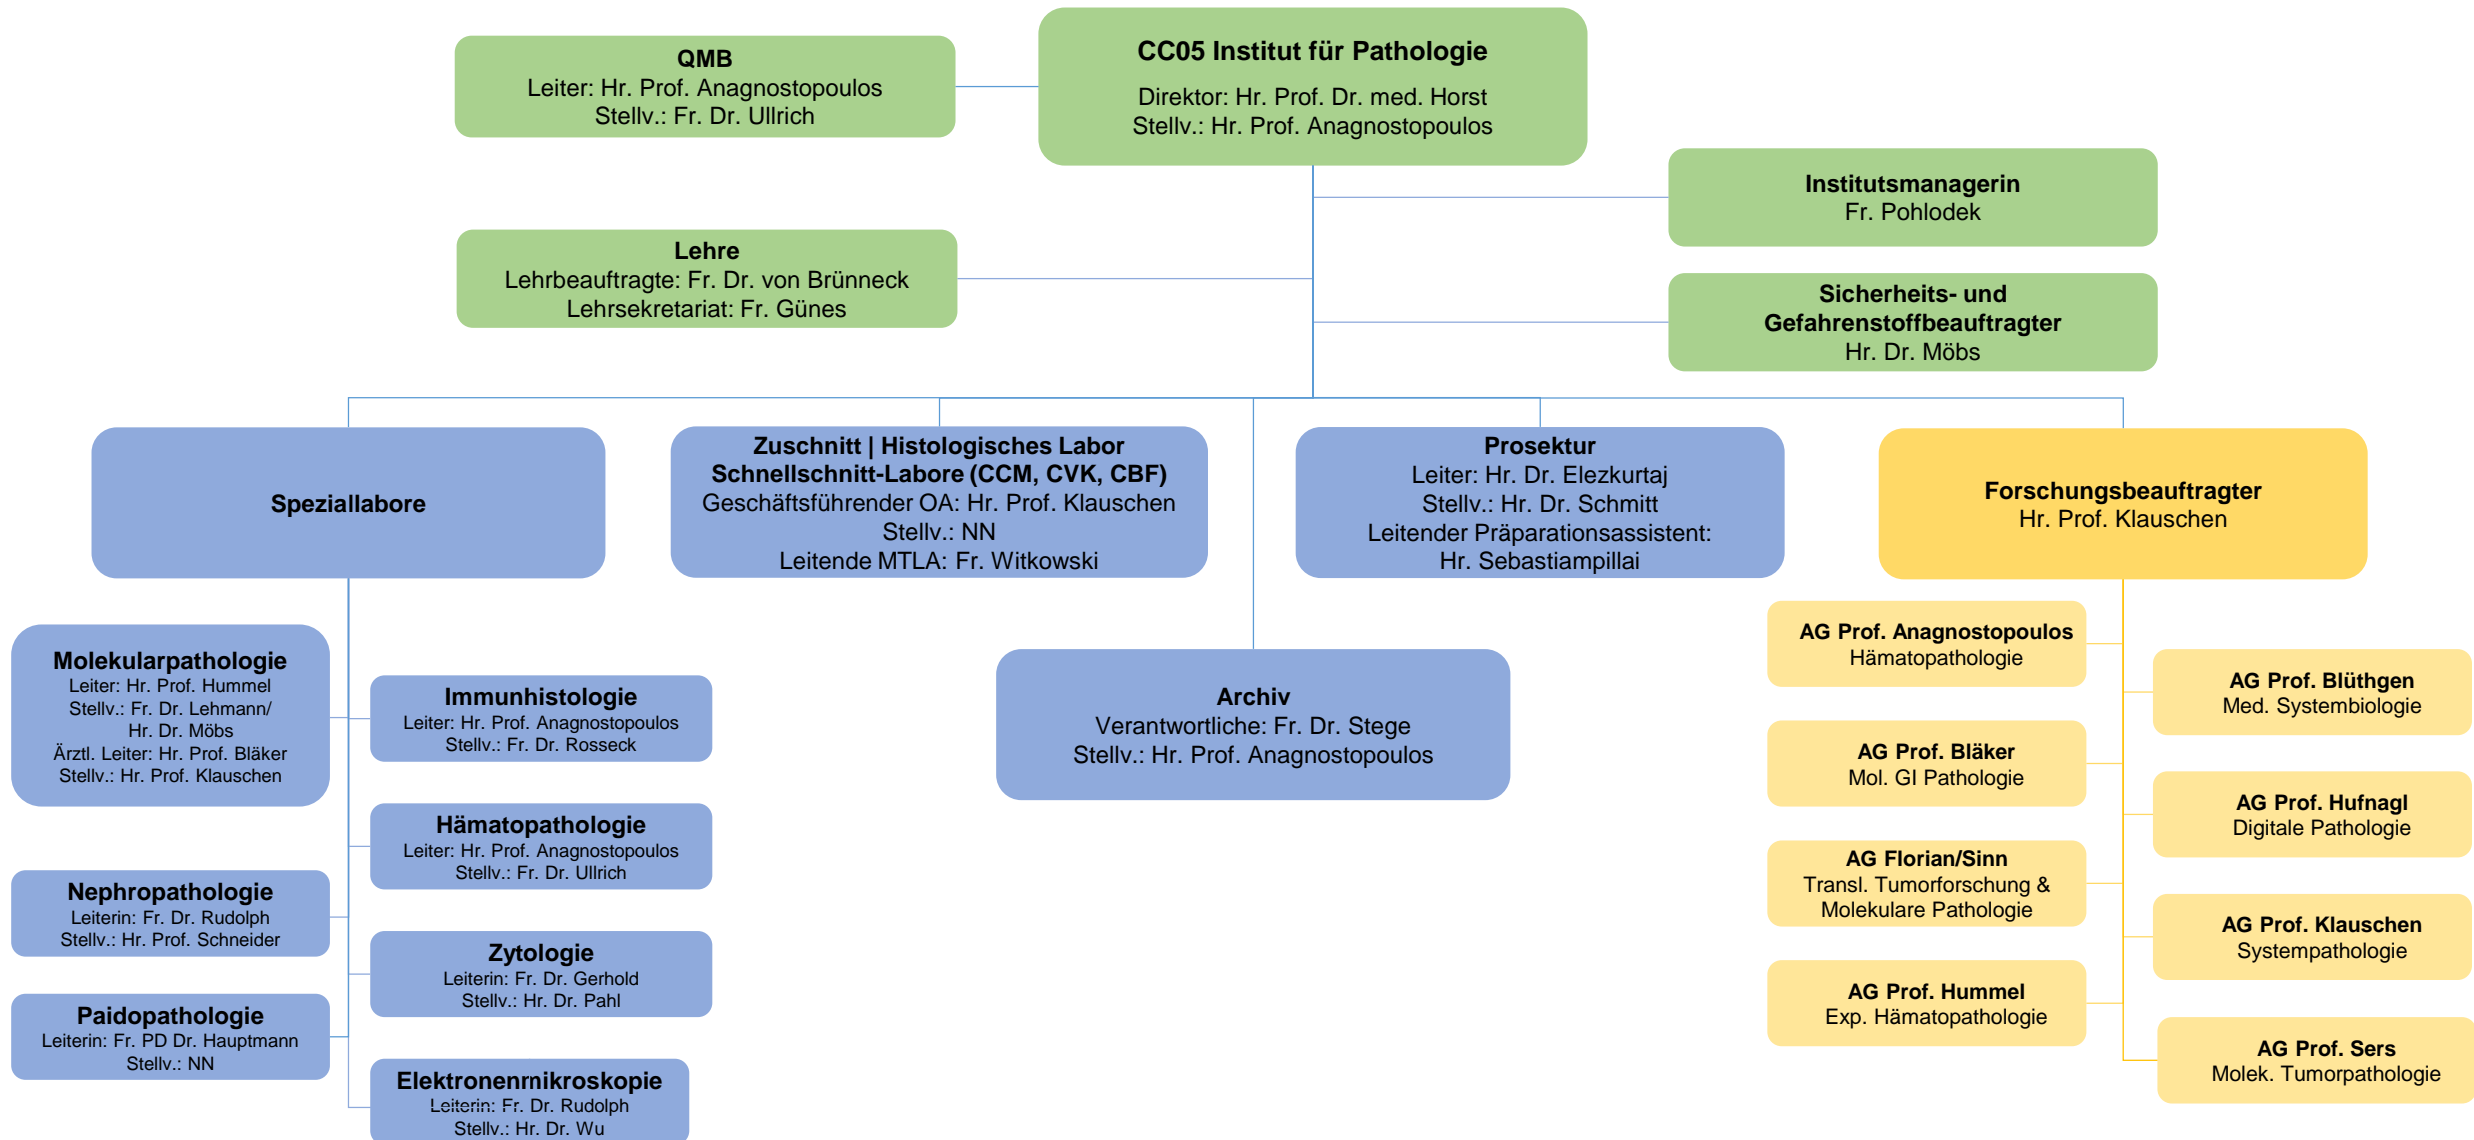 CC05 Institut für Pathologie
Direktor: Hr. Prof. Dr. med. Horst
Stellv.: Hr. Prof. Anagnostopoulos
QMB
Leiter: Hr. Prof. Anagnostopoulos
Stellv.: Fr. Dr. Ullrich
Institutsmanagerin
Fr. Pohlodek
Lehre
Lehrbeauftragte: Fr. Dr. von Brünneck
Lehrsekretariat: Fr. Günes
Sicherheits- und
Gefahrenstoffbeauftragter
Hr. Dr. Möbs
Speziallabore
Zuschnitt | Histologisches Labor
Schnellschnitt-Labore (CCM, CVK, CBF)
Geschäftsführender OA: Hr. Prof. Klauschen
Stellv.: NN
Leitende MTLA: Fr. Witkowski
Prosektur
Leiter: Hr. Dr. Elezkurtaj
Stellv.: Hr. Dr. Schmitt
Leitender Präparationsassistent:
Hr. Sebastiampillai
Forschungsbeauftragter
Hr. Prof. Klauschen
Molekularpathologie
Leiter: Hr. Prof. Hummel
Stellv.: Fr. Dr. Lehmann/
Hr. Dr. Möbs
Ärztl. Leiter: Hr. Prof. Bläker
Stellv.: Hr. Prof. Klauschen
Immunhistologie
Leiter: Hr. Prof. Anagnostopoulos
Stellv.: Fr. Dr. Rosseck
Hämatopathologie
Leiter: Hr. Prof. Anagnostopoulos
Stellv.: Fr. Dr. Ullrich
Nephropathologie
Leiterin: Fr. Dr. Rudolph
Stellv.: Hr. Prof. Schneider
Zytologie
Leiterin: Fr. Dr. Gerhold
Stellv.: Hr. Dr. Pahl
Paidopathologie
Leiterin: Fr. PD Dr. Hauptmann
Stellv.: NN
Elektronenmikroskopie
Leiterin: Fr. Dr. Rudolph
Stellv.: Hr. Dr. Wu
Archiv
Verantwortliche: Fr. Dr. Stege
Stellv.: Hr. Prof. Anagnostopoulos
AG Prof. Anagnostopoulos
Hämatopathologie
AG Prof. Blüthgen
Med. Systembiologie
AG Prof. Bläker
Mol. GI Pathologie
AG Prof. Hufnagl
Digitale Pathologie
AG Florian/Sinn
Transl. Tumorforschung &
Molekulare Pathologie
AG Prof. Klauschen
Systempathologie
AG Prof. Hummel
Exp. Hämatopathologie
AG Prof. Sers
Molek. Tumorpathologie